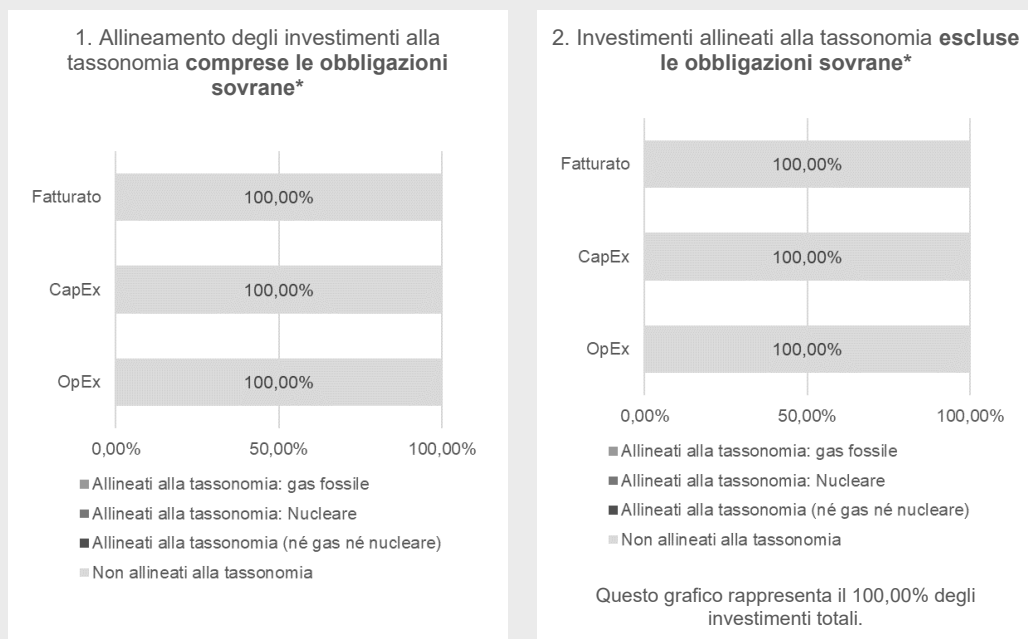 1. Allineamento degli investimenti alla
tassonomia comprese le obbligazioni
sovrane*
Fatturato
100,00%
CapEx
100,00%
OpEx
100,00%
0,00%
50,00%
100,00%
Allineati alla tassonomia: gas fossile
Allineati alla tassonomia: Nucleare
Allineati alla tassonomia (né gas né nucleare)
Non allineati alla tassonomia
2. Investimenti allineati alla tassonomia escluse
le obbligazioni sovrane*
Fatturato
100,00%
CapEx
100,00%
OpEx
100,00%
0,00%
50,00%
100,00%
Allineati alla tassonomia: gas fossile
Allineati alla tassonomia: Nucleare
Allineati alla tassonomia (né gas né nucleare)
Non allineati alla tassonomia
Questo grafico rappresenta il 100,00% degli
investimenti totali.